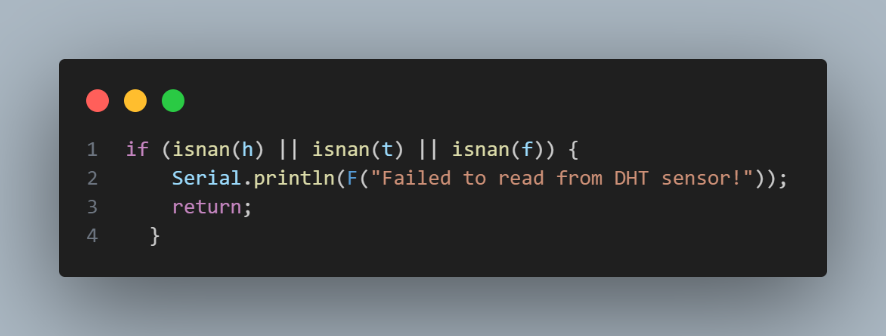 1 if (isnan(h) || isnan(t) || isnan(f)) {
2     Serial.println(F("Failed to read from DHT sensor!"));
3     return;
4   }